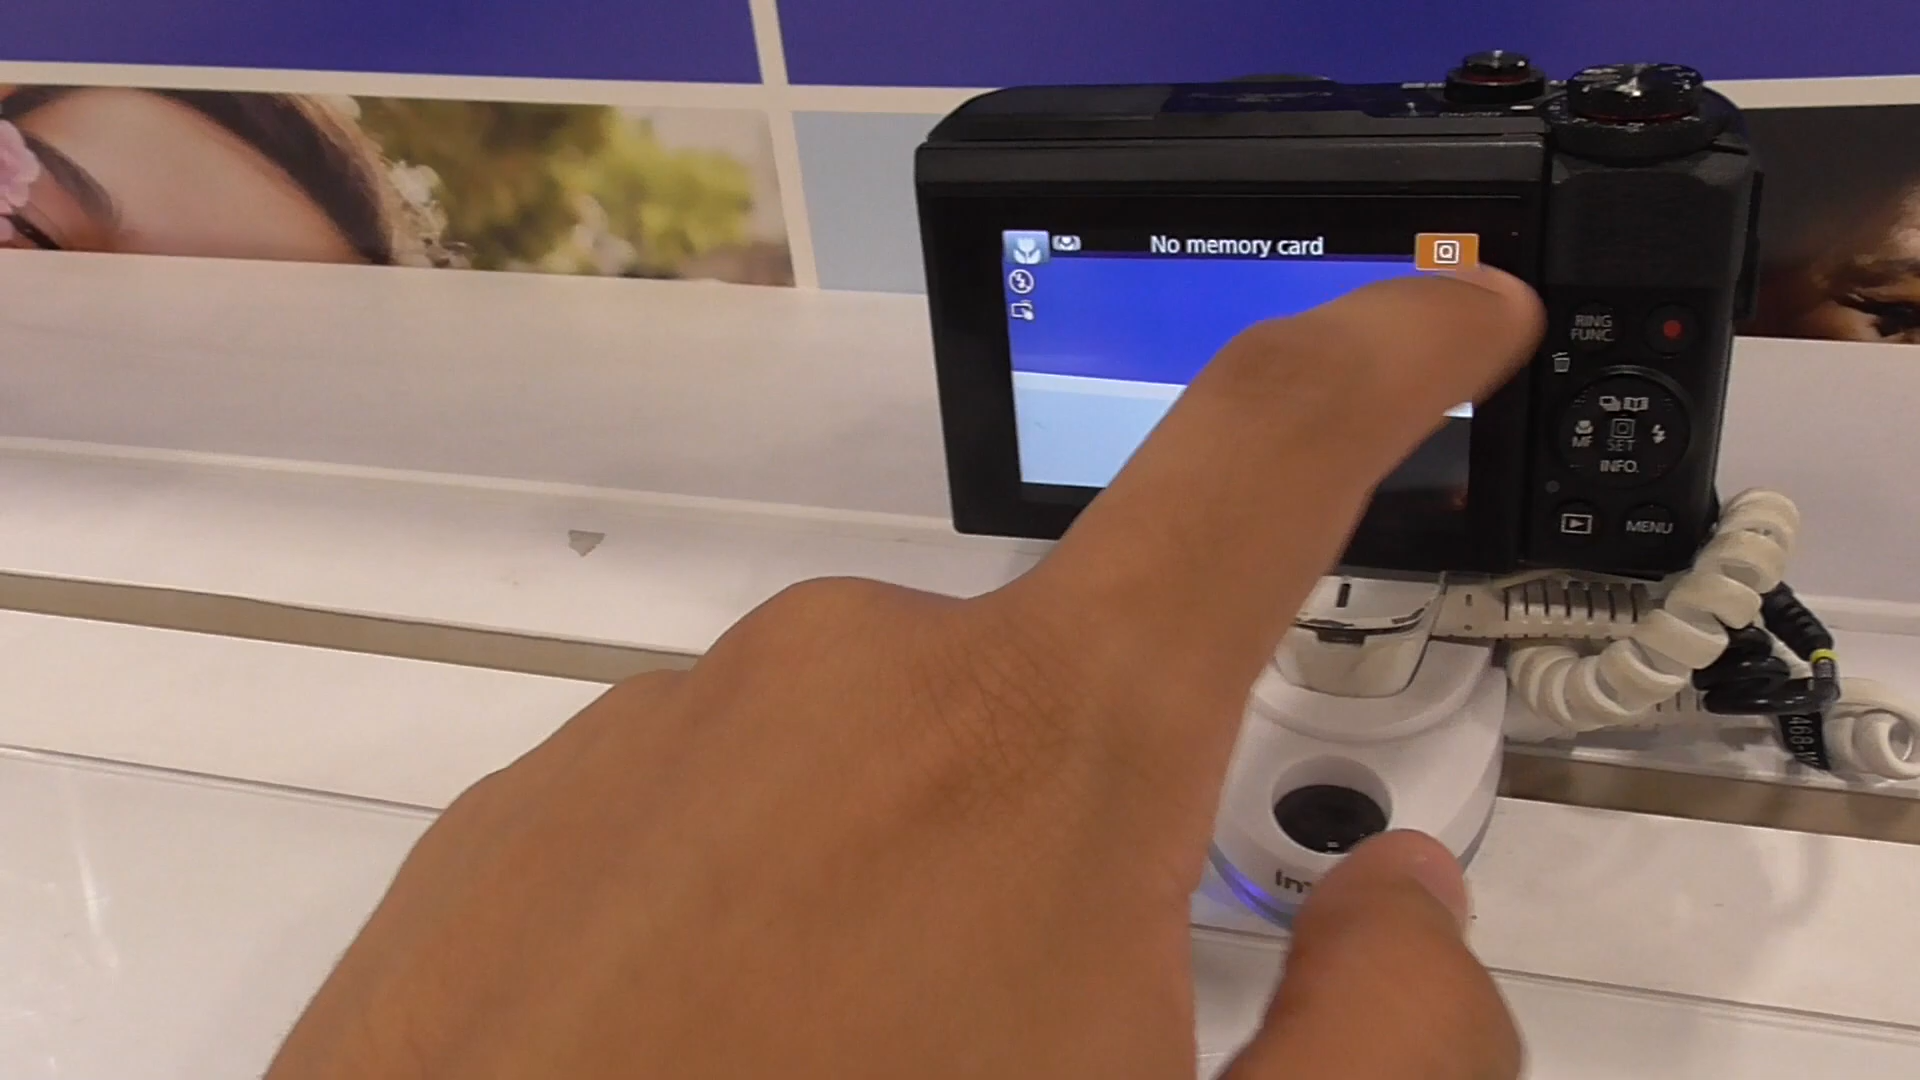 No memory card
Q
RING
FUNC.
MF
SET
INFO.
MENU